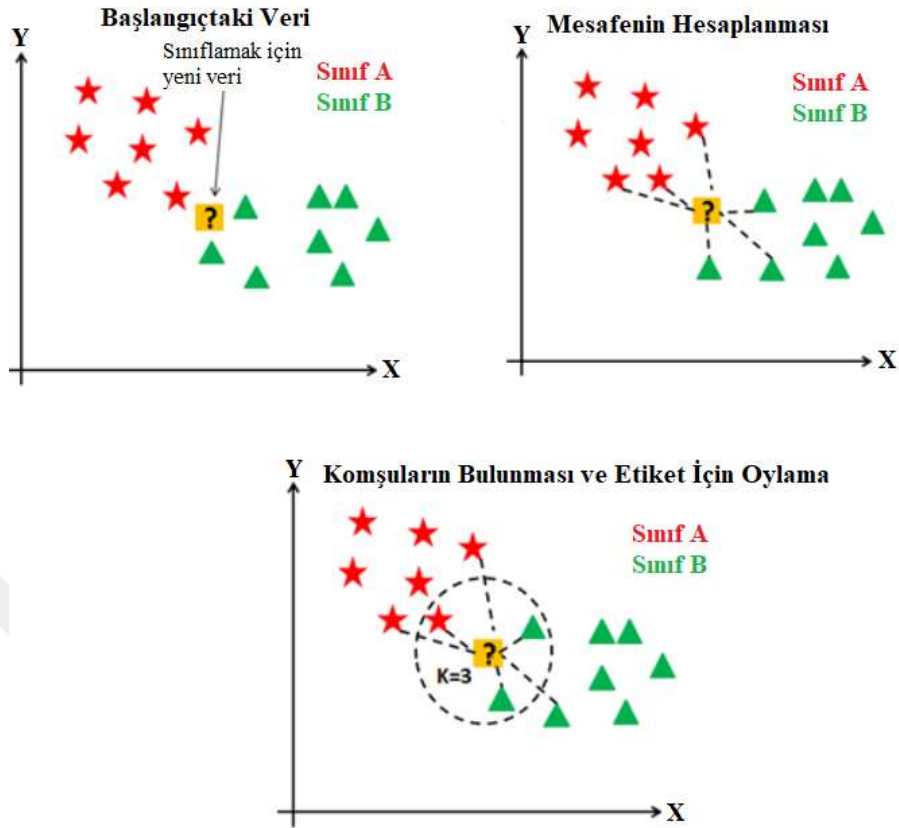 Başlangıçtaki Veri
Y
Sınıflamak için
yeni veri
Sınıf A
Sınıf B
?
X
Mesafenin Hesaplanması
Y
Sınıf A
Sınıf B
?
X
Komşuların Bulunması ve Etiket İçin Oylama
Y
Sınıf A
Sınıf B
?
K=3
X